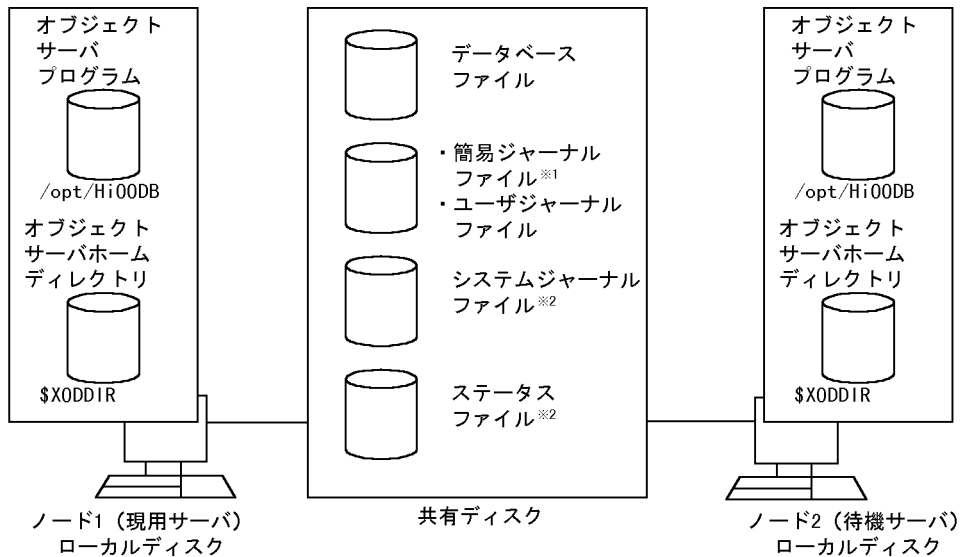 オブジェクト
サーバ
プログラム
/opt/HiOODB
オブジェクト
サーバホーム
ディレクトリ
$XODDIR
ノード1（現用サーバ）
ローカルディスク
データベース
ファイル
・簡易ジャーナル
ファイル※1
・ユーザジャーナル
ファイル
システムジャーナル
ファイル※2
ステータス
ファイル※2
共有ディスク
オブジェクト
サーバ
プログラム
/opt/HiOODB
オブジェクト
サーバホーム
ディレクトリ
$XODDIR
ノード2（待機サーバ）
ローカルディスク